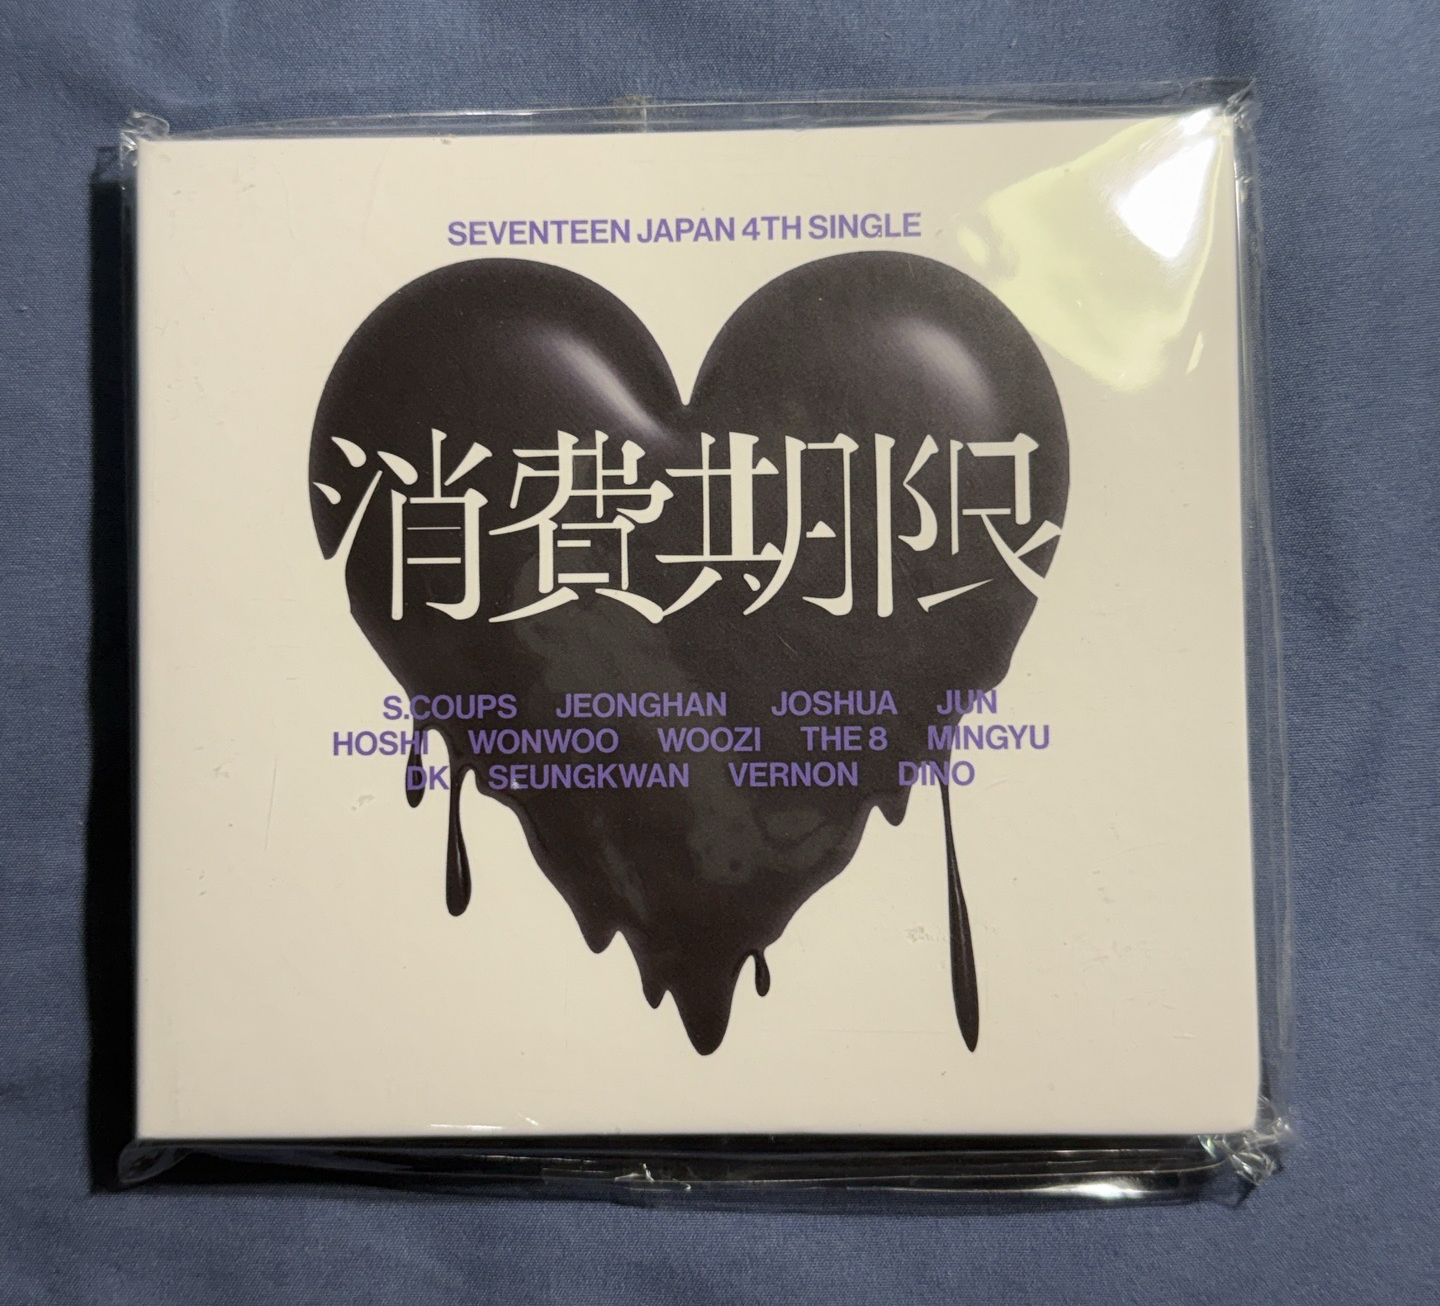 SEVENTEEN JAPAN 4TH SINGLE
消費期限
S.COUPS JEONGHAN JOSHUA JUN
HOSHI WONWOO WOOZI THE 8 MINGYU
DK SEUNGKWAN VERNON DINO